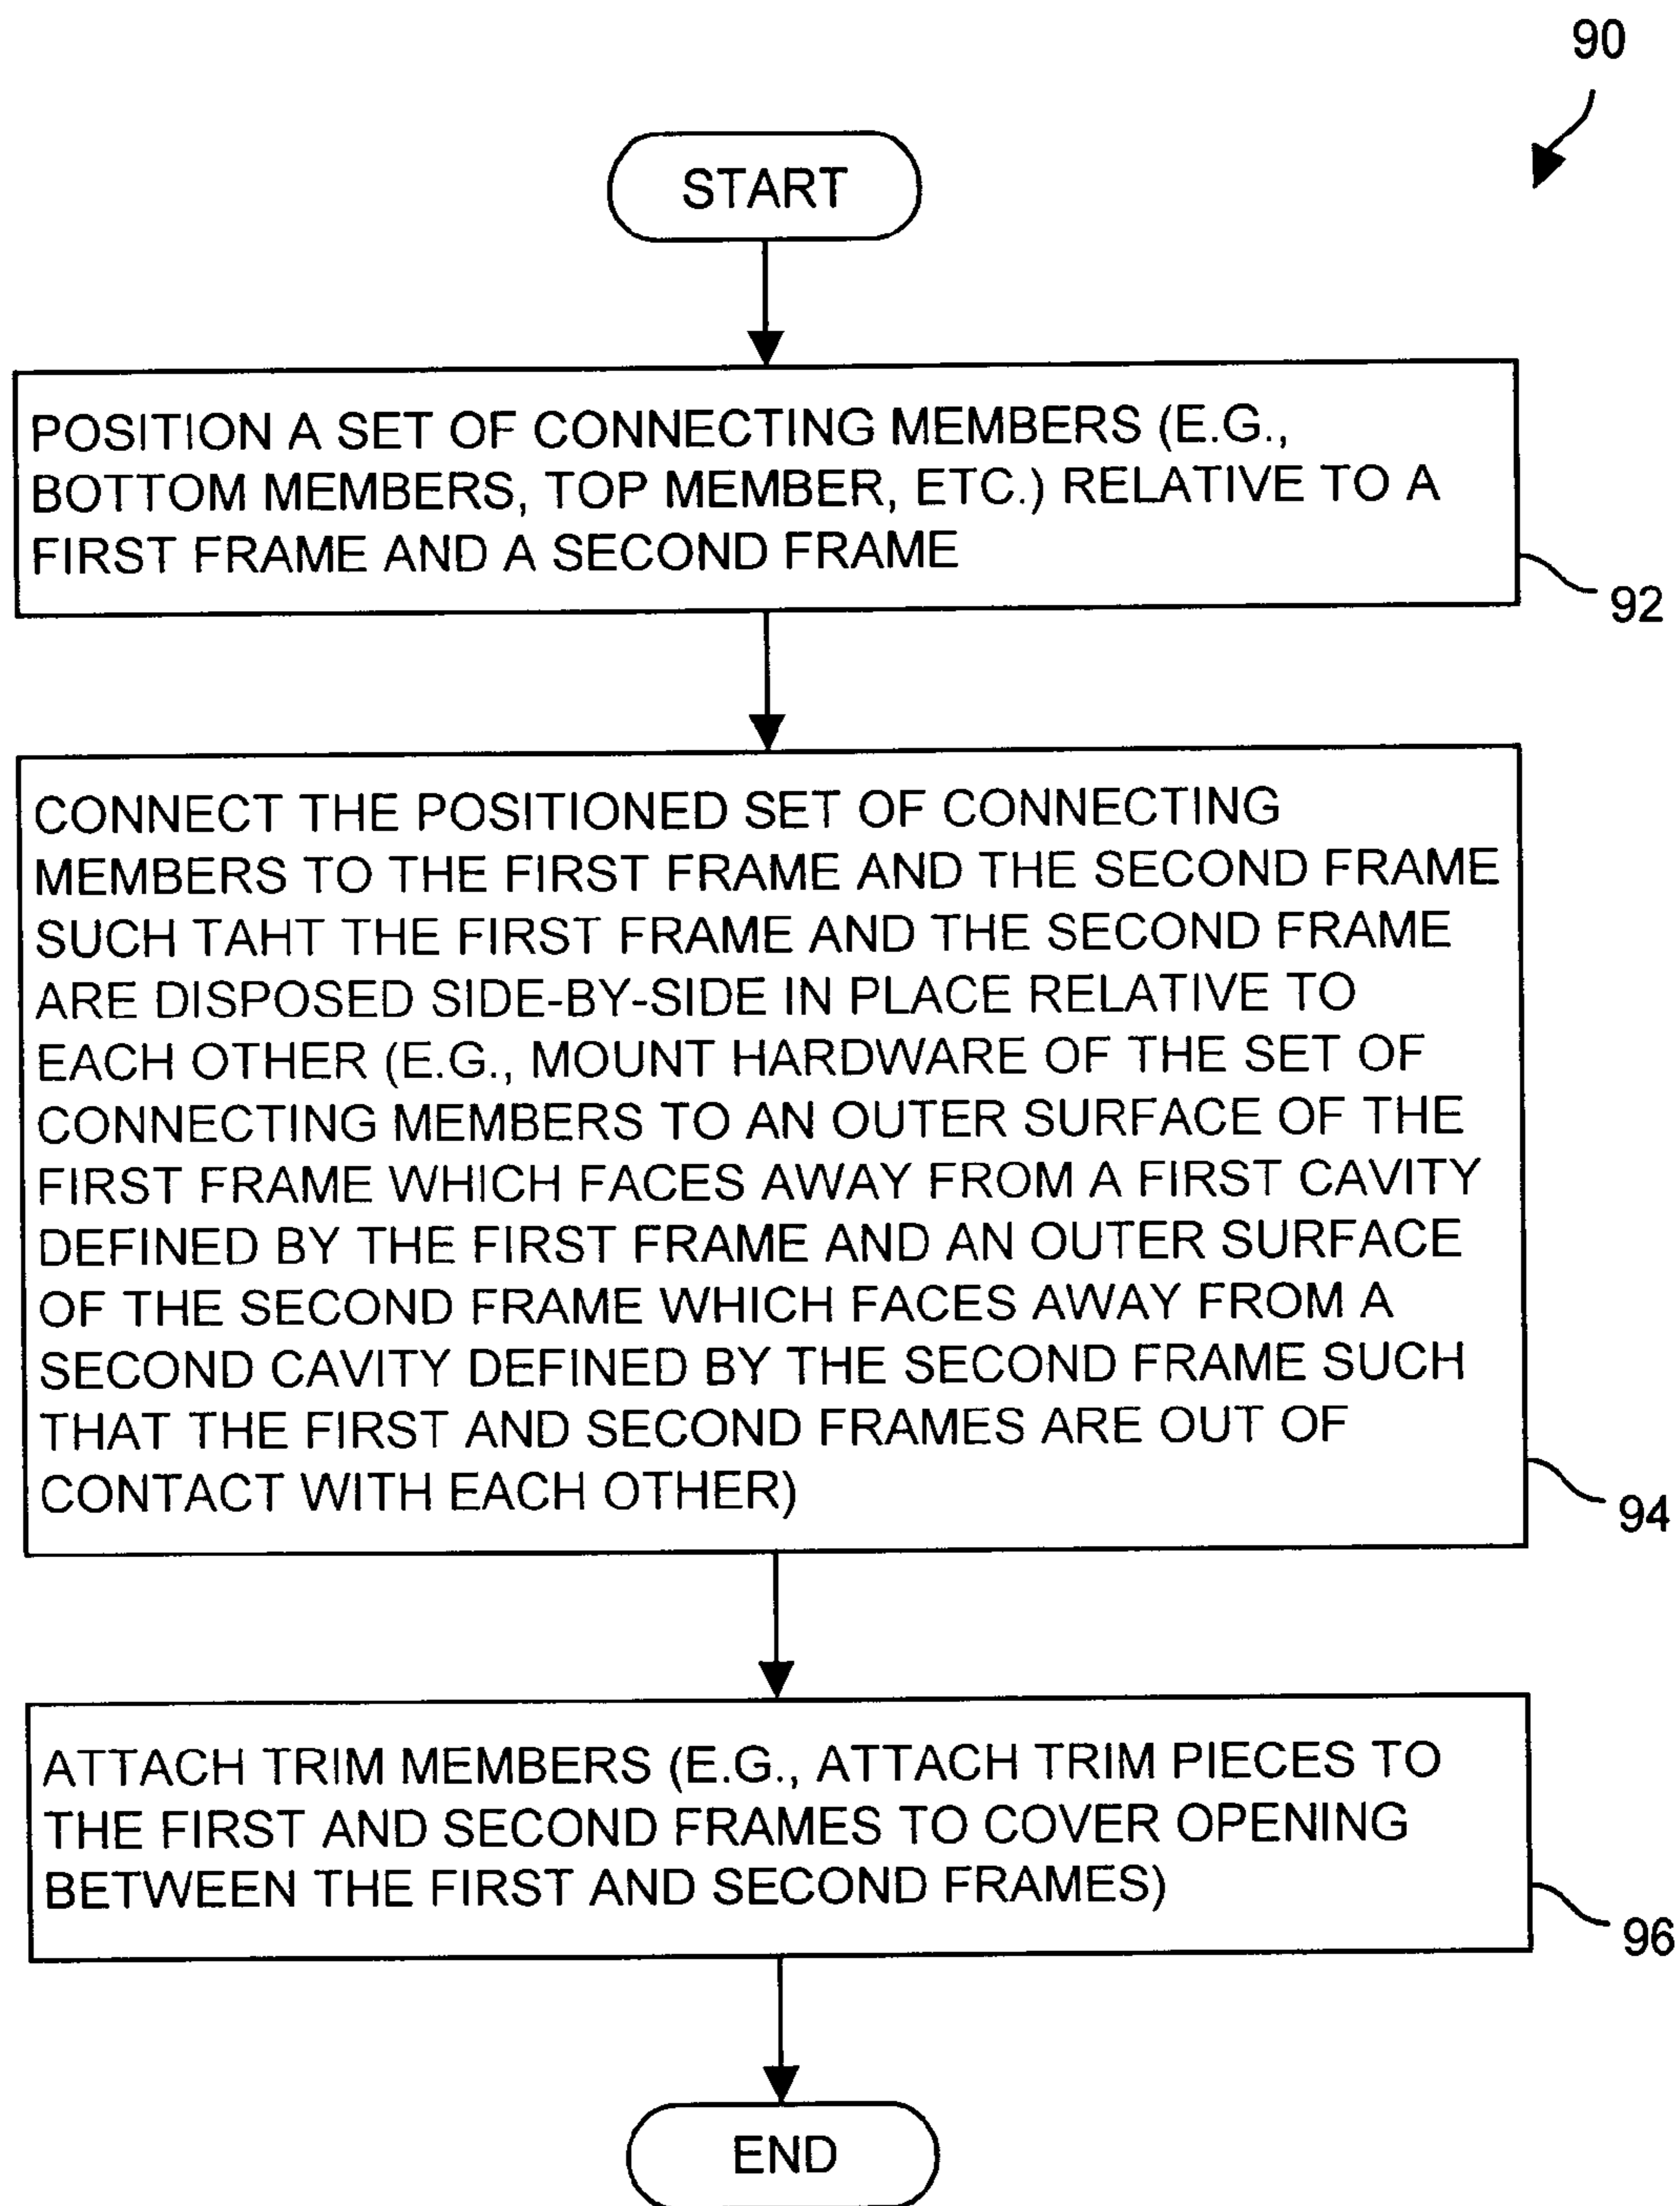 90
START
POSITION A SET OF CONNECTING MEMBERS (E.G.,
BOTTOM MEMBERS, TOP MEMBER, ETC.) RELATIVE TO A
FIRST FRAME AND A SECOND FRAME
92
CONNECT THE POSITIONED SET OF CONNECTING
MEMBERS TO THE FIRST FRAME AND THE SECOND FRAME
SUCH TAHT THE FIRST FRAME AND THE SECOND FRAME
ARE DISPOSED SIDE-BY-SIDE IN PLACE RELATIVE TO
EACH OTHER (E.G., MOUNT HARDWARE OF THE SET OF
CONNECTING MEMBERS TO AN OUTER SURFACE OF THE
FIRST FRAME WHICH FACES AWAY FROM A FIRST CAVITY
DEFINED BY THE FIRST FRAME AND AN OUTER SURFACE
OF THE SECOND FRAME WHICH FACES AWAY FROM A
SECOND CAVITY DEFINED BY THE SECOND FRAME SUCH
THAT THE FIRST AND SECOND FRAMES ARE OUT OF
CONTACT WITH EACH OTHER)
94
ATTACH TRIM MEMBERS (E.G., ATTACH TRIM PIECES TO
THE FIRST AND SECOND FRAMES TO COVER OPENING
BETWEEN THE FIRST AND SECOND FRAMES)
96
END